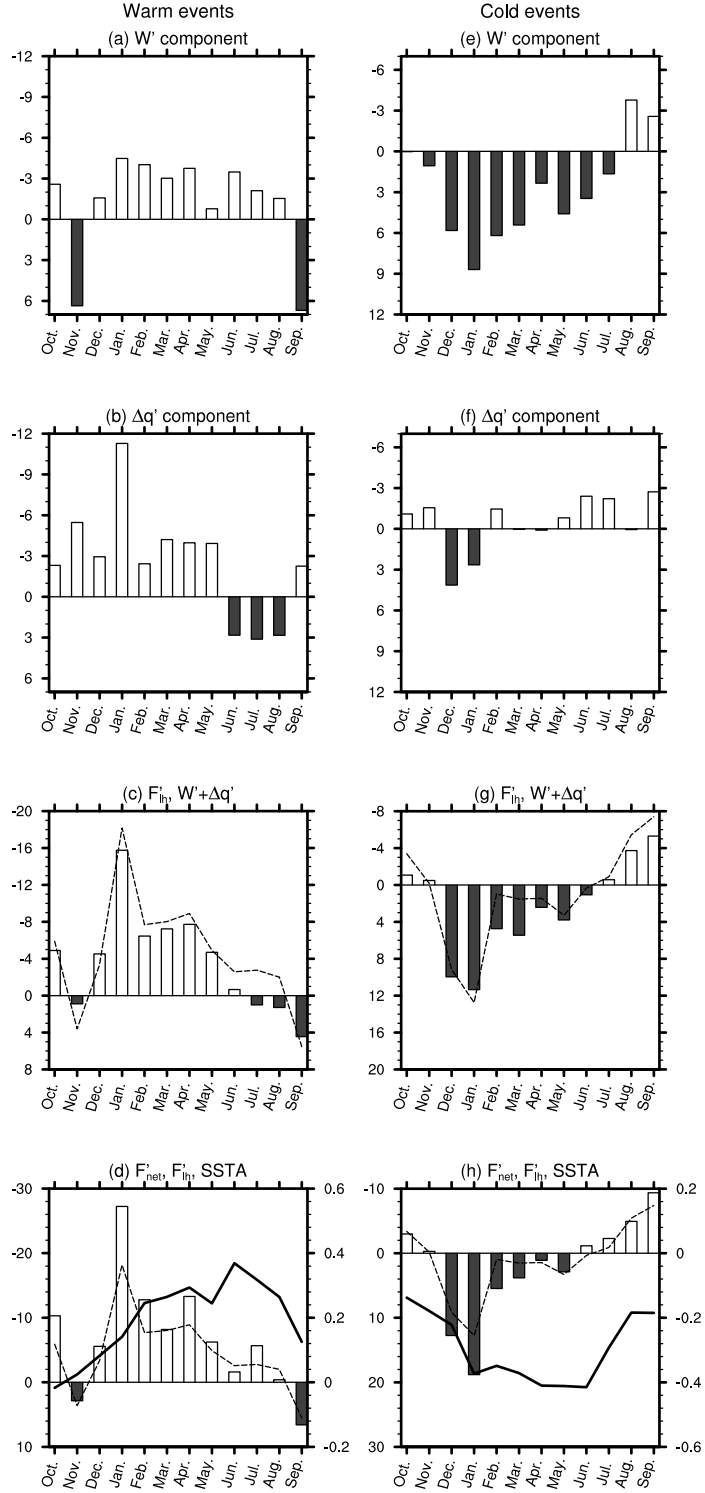 Warm events
(a) W' component
-12
-9
-6
-3
0
3
6
Oct.
Nov.
Dec.
Jan.
Feb.
Mar.
Apr.
May.
Jun.
Jul.
Aug.
Sep.
(b) Δq' component
-12
-9
-6
-3
0
3
6
Oct.
Nov.
Dec.
Jan.
Feb.
Mar.
Apr.
May.
Jun.
Jul.
Aug.
Sep.
(c) F'lh, W'+Δq'
-20
-16
-12
-8
-4
0
4
8
Oct.
Nov.
Dec.
Jan.
Feb.
Mar.
Apr.
May.
Jun.
Jul.
Aug.
Sep.
(d) F'net, F'lh, SSTA
-30
-20
-10
0
10
0.6
0.4
0.2
0
-0.2
Oct.
Nov.
Dec.
Jan.
Feb.
Mar.
Apr.
May.
Jun.
Jul.
Aug.
Sep.
Cold events
(e) W' component
-6
-3
0
3
6
9
12
Oct.
Nov.
Dec.
Jan.
Feb.
Mar.
Apr.
May.
Jun.
Jul.
Aug.
Sep.
(f) Δq' component
-6
-3
0
3
6
9
12
Oct.
Nov.
Dec.
Jan.
Feb.
Mar.
Apr.
May.
Jun.
Jul.
Aug.
Sep.
(g) F'lh, W'+Δq'
-8
-4
0
4
8
12
16
20
Oct.
Nov.
Dec.
Jan.
Feb.
Mar.
Apr.
May.
Jun.
Jul.
Aug.
Sep.
(h) F'net, F'lh, SSTA
-10
0
10
20
30
0.2
0
-0.2
-0.4
-0.6
Oct.
Nov.
Dec.
Jan.
Feb.
Mar.
Apr.
May.
Jun.
Jul.
Aug.
Sep.